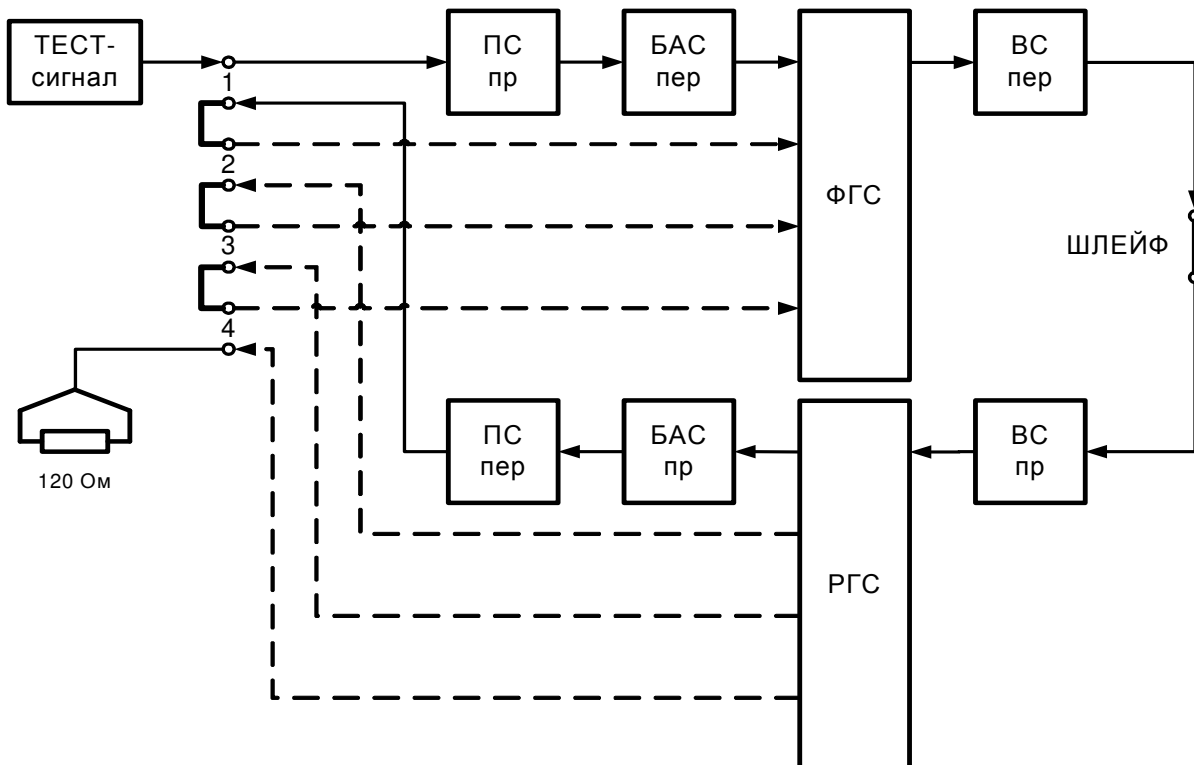 ТЕСТ-
сигнал
1
2
3
4
120 Ом
ПС
пр
БАС
пер
ФГС
ВС
пер
ШЛЕЙФ
ПС
пер
БАС
пр
РГС
ВС
пр